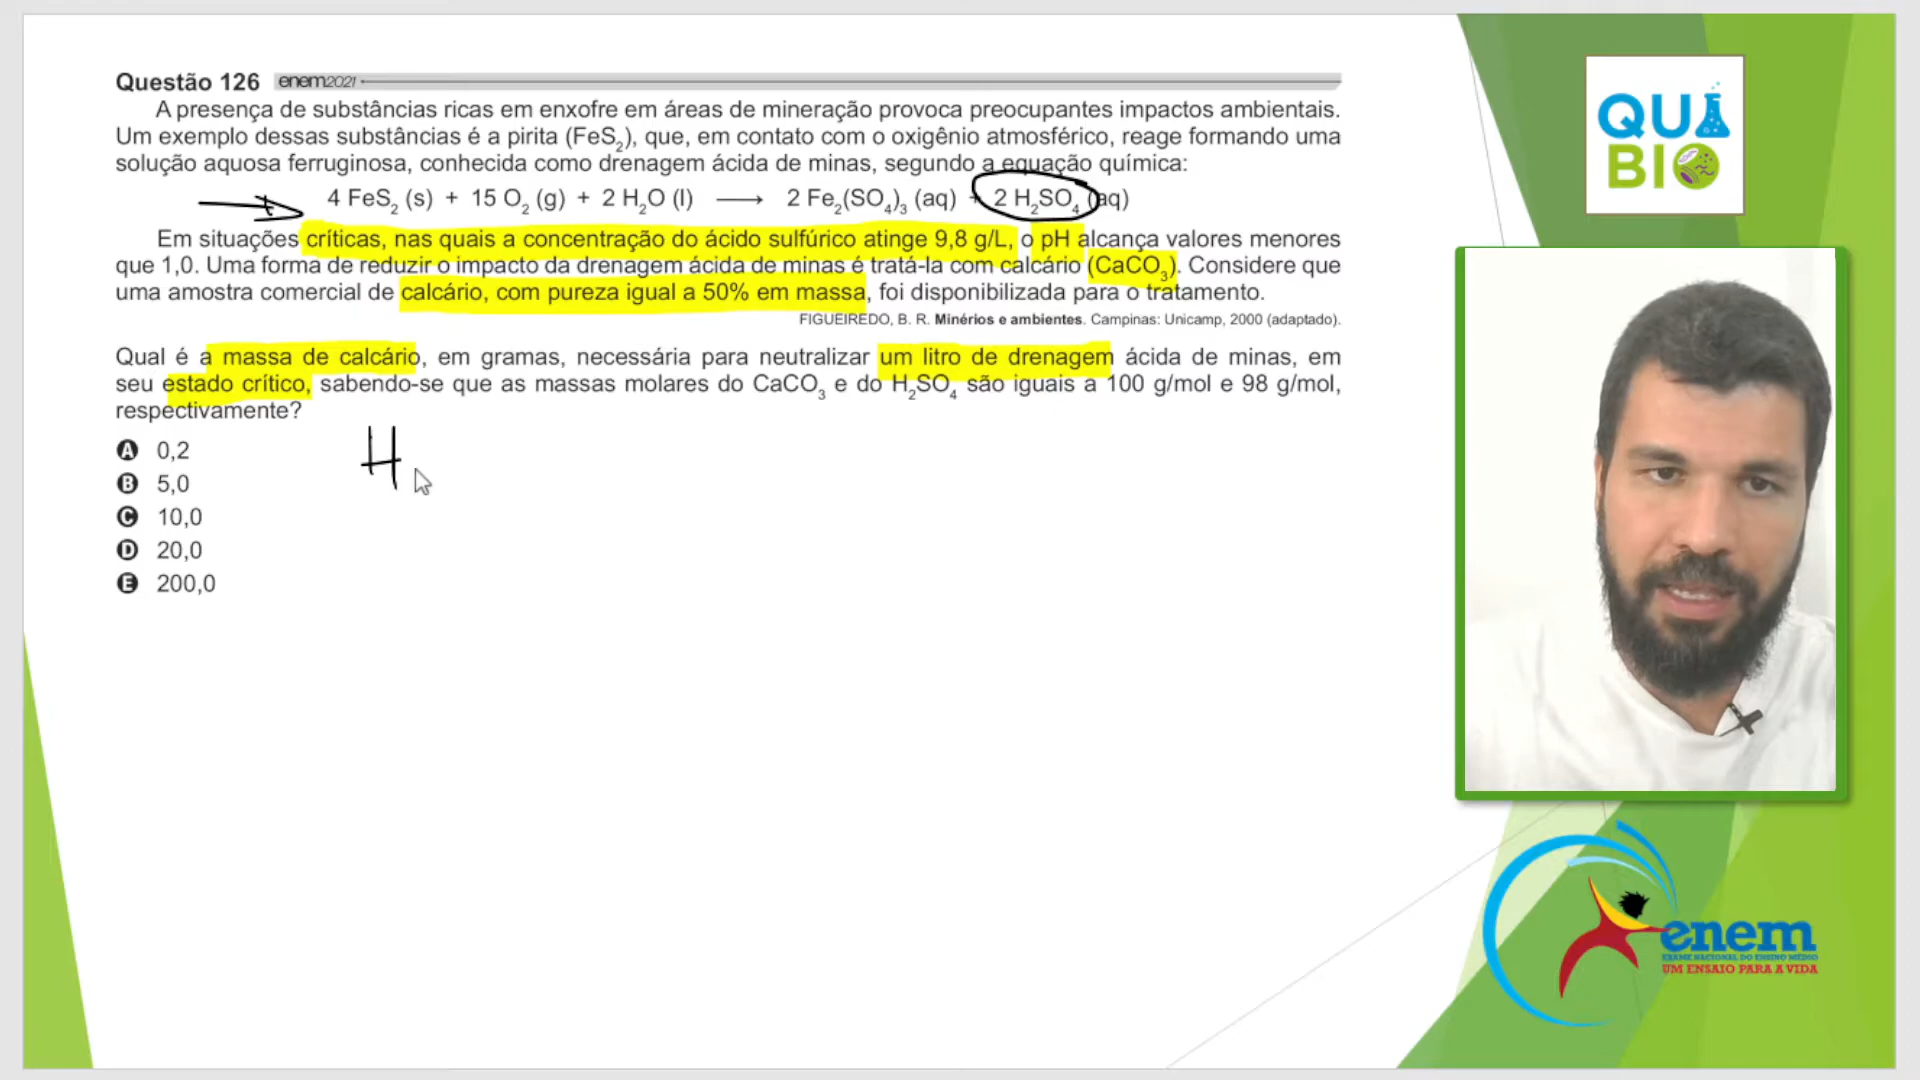 Questão 126 enem2021
A presença de substâncias ricas em enxofre em áreas de mineração provoca preocupantes impactos ambientais.
Um exemplo dessas substâncias é a pirita (FeS2), que, em contato com o oxigênio atmosférico, reage formando uma
solução aquosa ferruginosa, conhecida como drenagem ácida de minas, segundo a equação química:
4 FeS2 (s) + 15 O2 (g) + 2 H2O (l) ⟶ 2 Fe2(SO4)3 (aq) + 2 H2SO4 (aq)
Em situações críticas, nas quais a concentração do ácido sulfúrico atinge 9,8 g/L, o pH alcança valores menores
que 1,0. Uma forma de reduzir o impacto da drenagem ácida de minas é tratá-la com calcário (CaCO3). Considere que
uma amostra comercial de calcário, com pureza igual a 50% em massa, foi disponibilizada para o tratamento.
FIGUEIREDO, B. R. Minérios e ambientes. Campinas: Unicamp, 2000 (adaptado).
Qual é a massa de calcário, em gramas, necessária para neutralizar um litro de drenagem ácida de minas, em
seu estado crítico, sabendo-se que as massas molares do CaCO3 e do H2SO4 são iguais a 100 g/mol e 98 g/mol,
respectivamente?
A 0,2
B 5,0
C 10,0
D 20,0
E 200,0
H
QUI
BIO
enem
EXAME NACIONAL DO ENSINO MÉDIO
UM ENSAIO PARA A VIDA